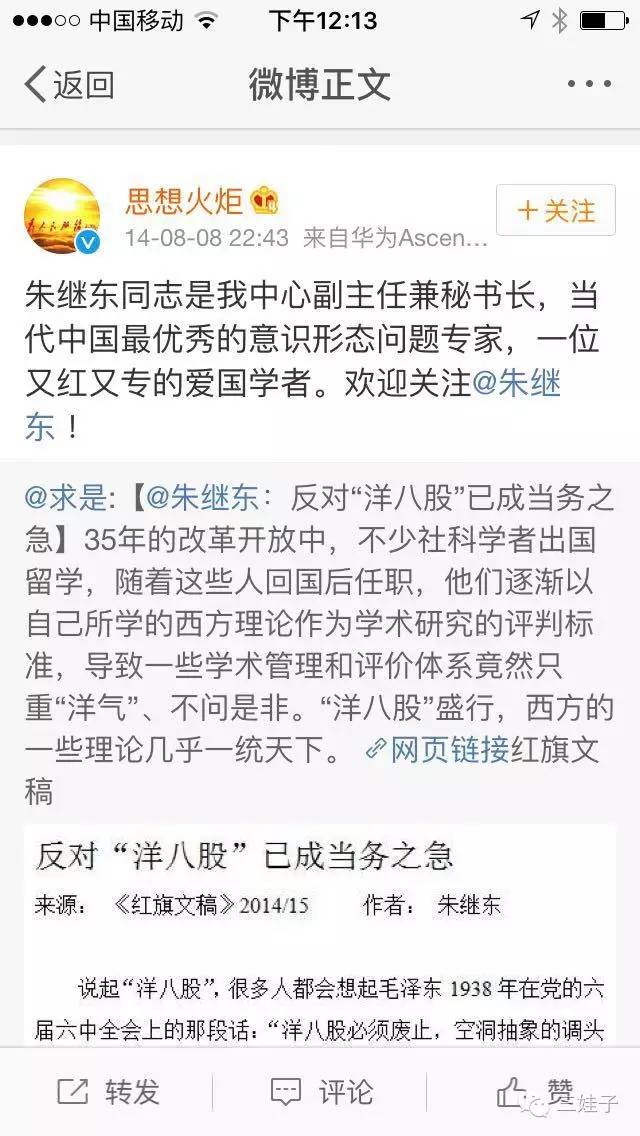 中国移动 下午12:13
返回 微博正文
思想火炬
+关注
14-08-08 22:43 来自华为Ascen...
朱继东同志是我中心副主任兼秘书长，当
代中国最优秀的意识形态问题专家，一位
又红又专的爱国学者。欢迎关注@朱继
东！
@求是:【@朱继东：反对“洋八股”已成当务之
急】35年的改革开放中，不少社科学者出国
留学，随着这些人回国后任职，他们逐渐以
自己所学的西方理论作为学术研究的评判标
准，导致一些学术管理和评价体系竟然只
重“洋气”、不问是非。“洋八股”盛行，西方的
一些理论几乎一统天下。网页链接红旗文
稿
反对“洋八股”已成当务之急
来源：《红旗文稿》2014/15 作者：朱继东
说起“洋八股”，很多人都会想起毛泽东1938年在党的六
届六中全会上的那段话：“洋八股必须废止，空洞抽象的调头
转发 评论 赞
三娃子